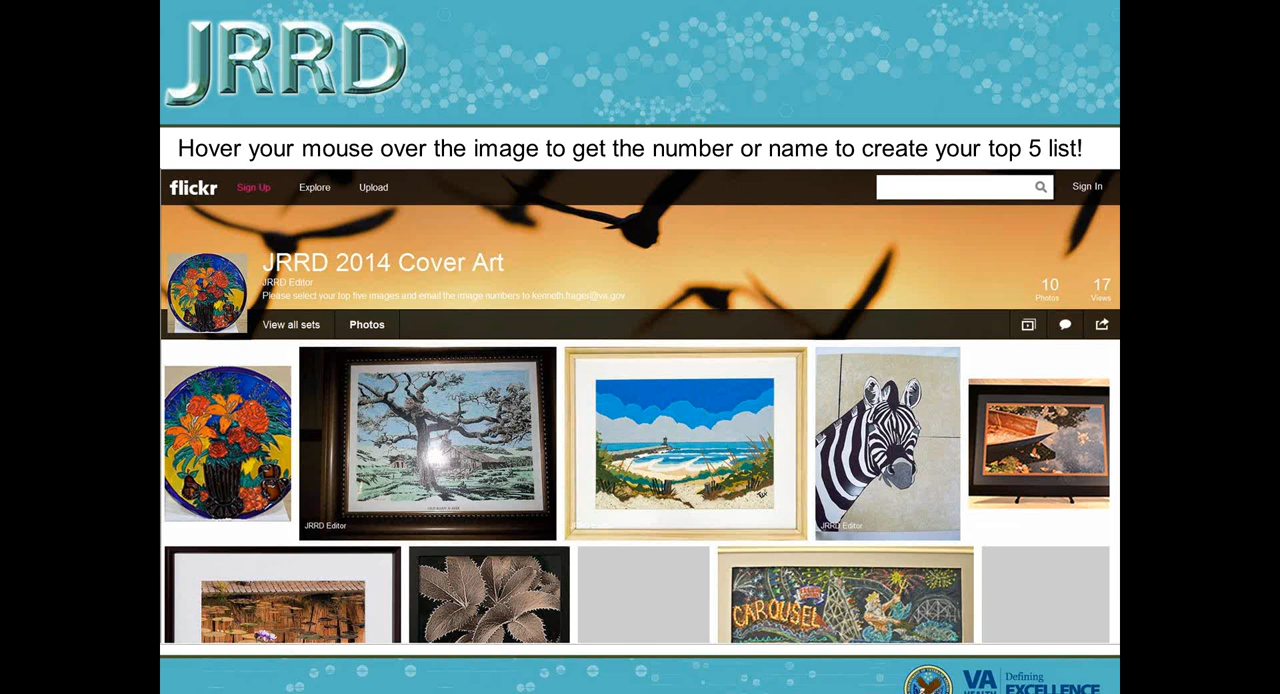 JRRD
Hover your mouse over the image to get the number or name to create your top 5 list!
flickr Sign Up Explore Upload Sign In
JRRD 2014 Cover Art
JRRD Editor
Please select your top five images and email the image numbers to kenneth.frager@va.gov
10 17
Photos Views
View all sets Photos
JRRD Editor
JRRD Editor
CAROUSEL
VA
Defining
HEALTH
EXCELLENCE